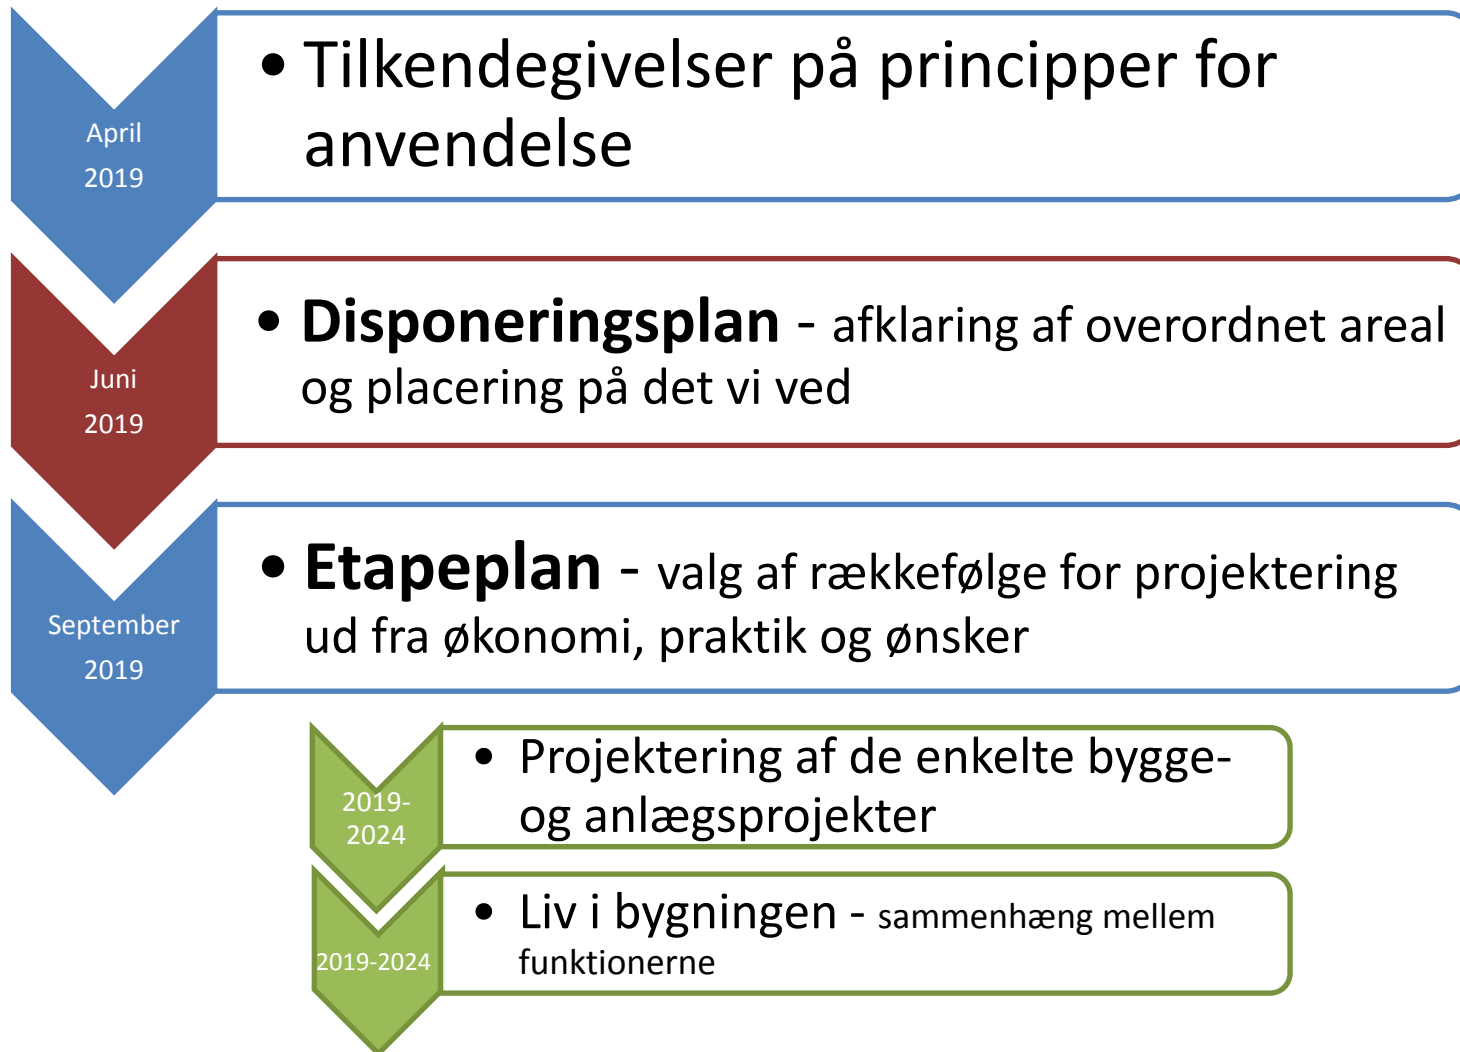 April
2019
• Tilkendegivelser på principper for
anvendelse
Juni
2019
• Disponeringsplan - afklaring af overordnet areal
og placering på det vi ved
September
2019
• Etapeplan - valg af rækkefølge for projektering
ud fra økonomi, praktik og ønsker
2019-
2024
• Projektering af de enkelte bygge-
og anlægsprojekter
2019-2024
• Liv i bygningen - sammenhæng mellem
funktionerne